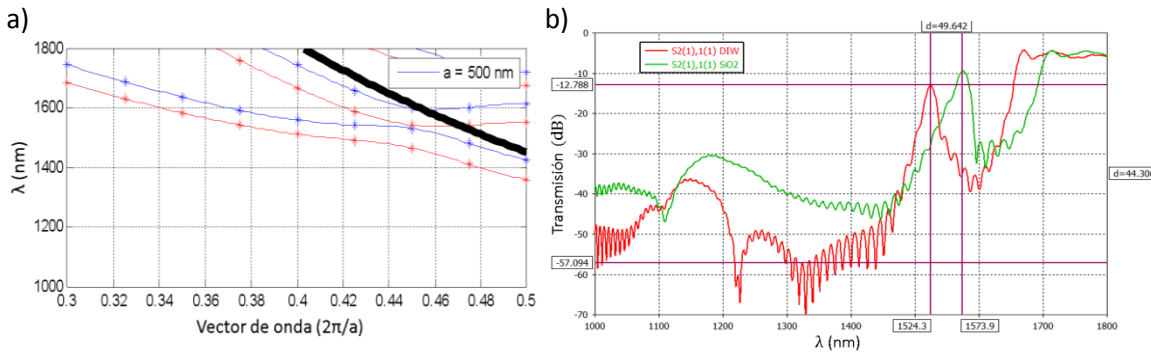 a)
1800
1600
1400
1200
1000
λ (nm)
a = 500 nm
0.3 0.32 0.34 0.36 0.38 0.4 0.42 0.44 0.46 0.48 0.5
Vector de onda (2π/a)
b)
d=49.642
S2(1),1(1) DIW
S2(1),1(1) SiO2
0
-10
-12.788
-20
-30
-40
-50
-57.094
-60
-70
Transmision (dB)
d=44.306
1000 1100 1200 1300 1400 1500 1600 1700 1800
1524.3 1573.9
λ (nm)